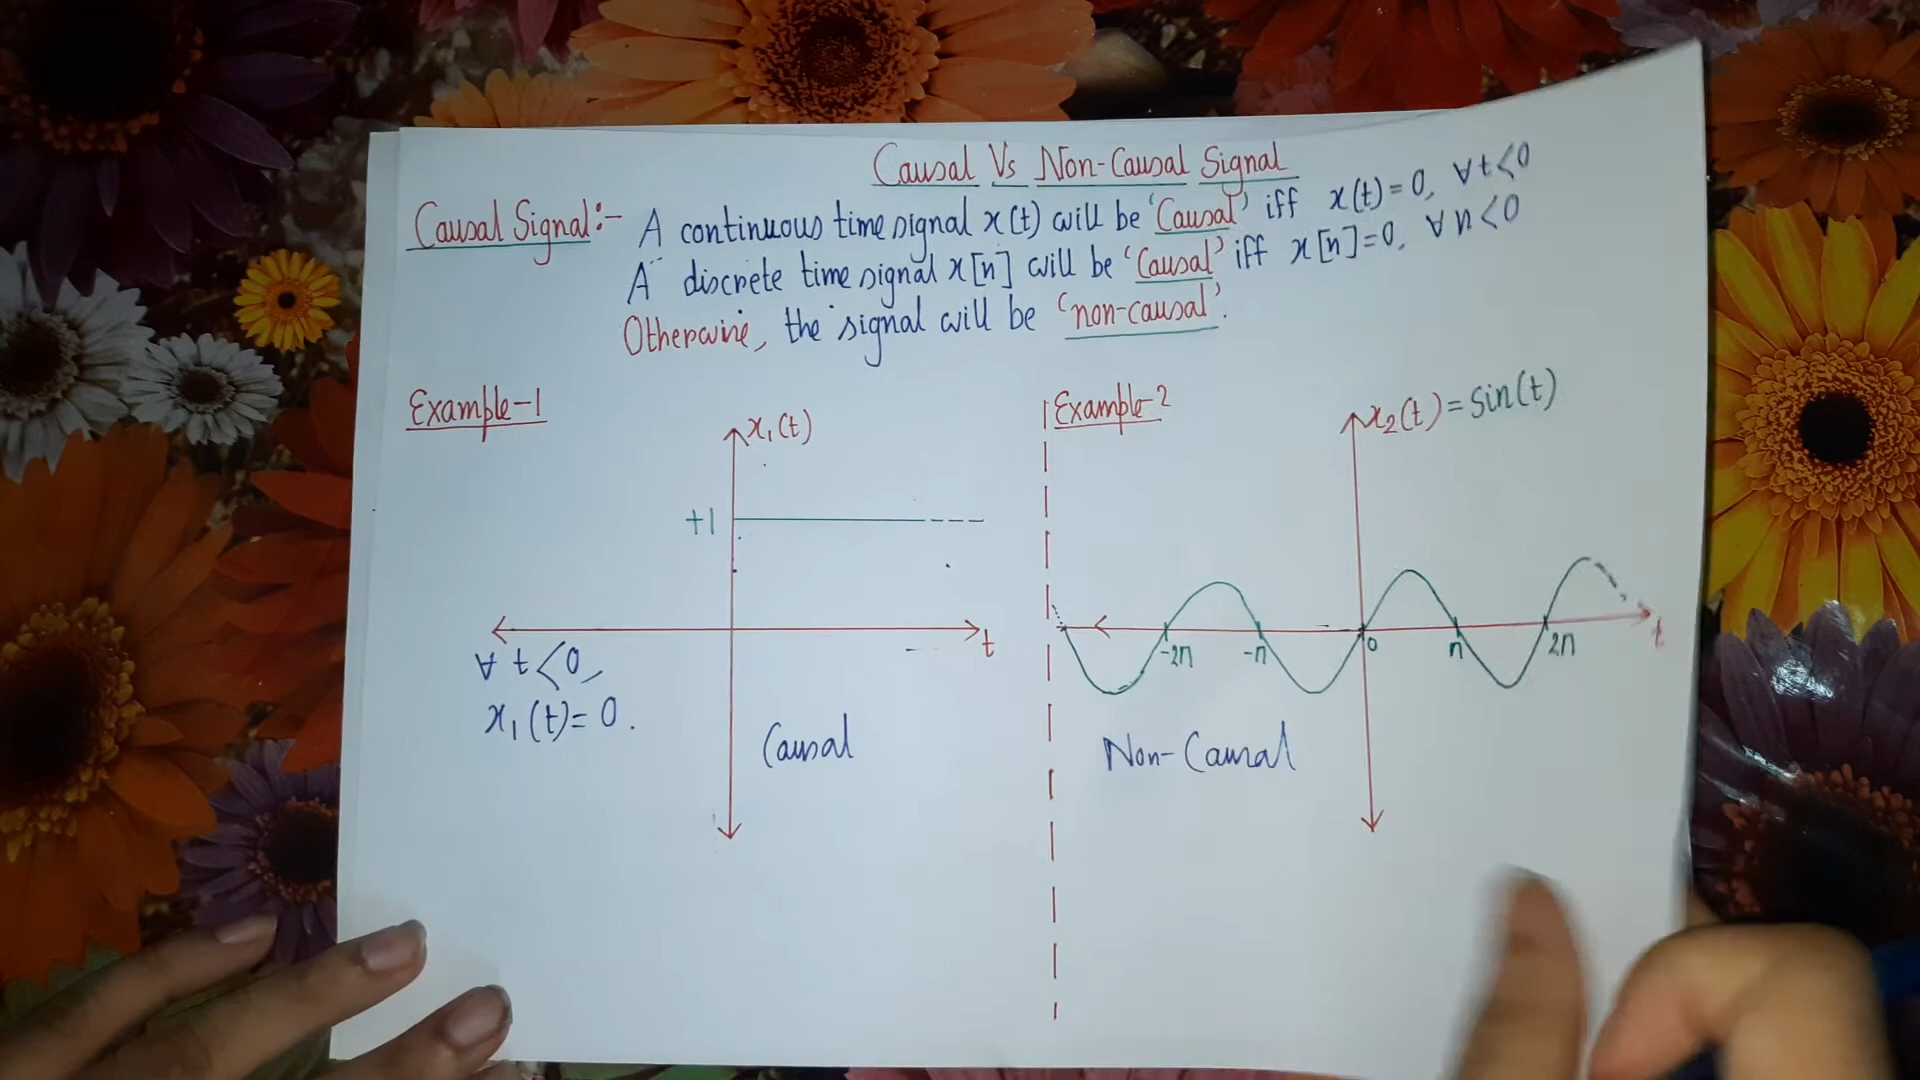 Causal Vs Non-Causal Signal
Causal Signal:- A continuous time signal x(t) will be 'Causal' iff x(t)=0, ∀t<0
A discrete time signal x[n] will be 'Causal' iff x[n]=0, ∀n<0
Otherwise, the signal will be 'non-causal'.
Example-1
x₁(t)
+1
t
∀ t<0,
x₁(t)=0.
Causal
Example-2
x₂(t)=sin(t)
-2π -π 0 π 2π t
Non-Causal